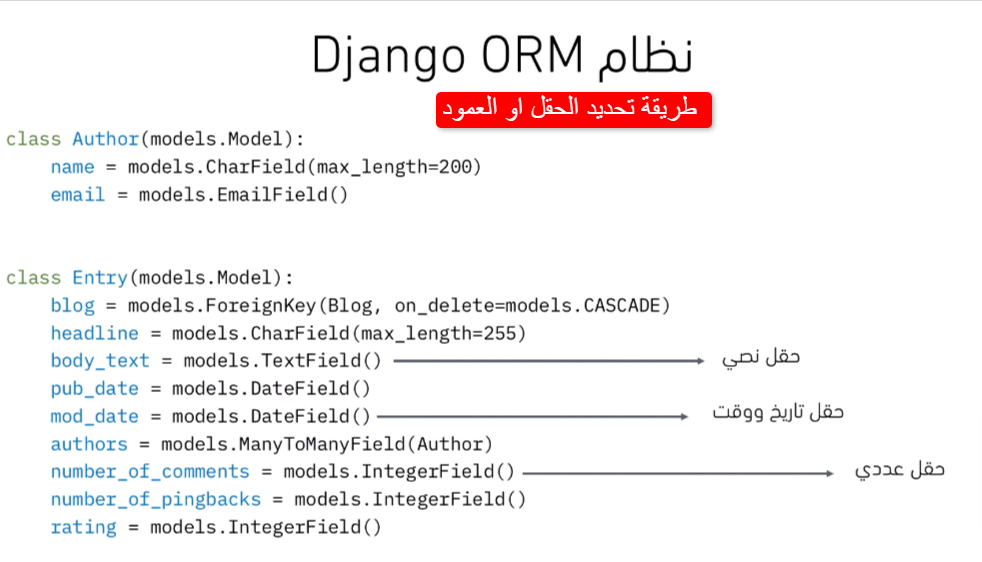 نظام Django ORM
طريقة تحديد الحقل او العمود
class Author(models.Model):
    name = models.CharField(max_length=200)
    email = models.EmailField()
class Entry(models.Model):
    blog = models.ForeignKey(Blog, on_delete=models.CASCADE)
    headline = models.CharField(max_length=255)
    body_text = models.TextField() حقل نصي
    pub_date = models.DateField()
    mod_date = models.DateField() حقل تاريخ ووقت
    authors = models.ManyToManyField(Author)
    number_of_comments = models.IntegerField() حقل عددي
    number_of_pingbacks = models.IntegerField()
    rating = models.IntegerField()